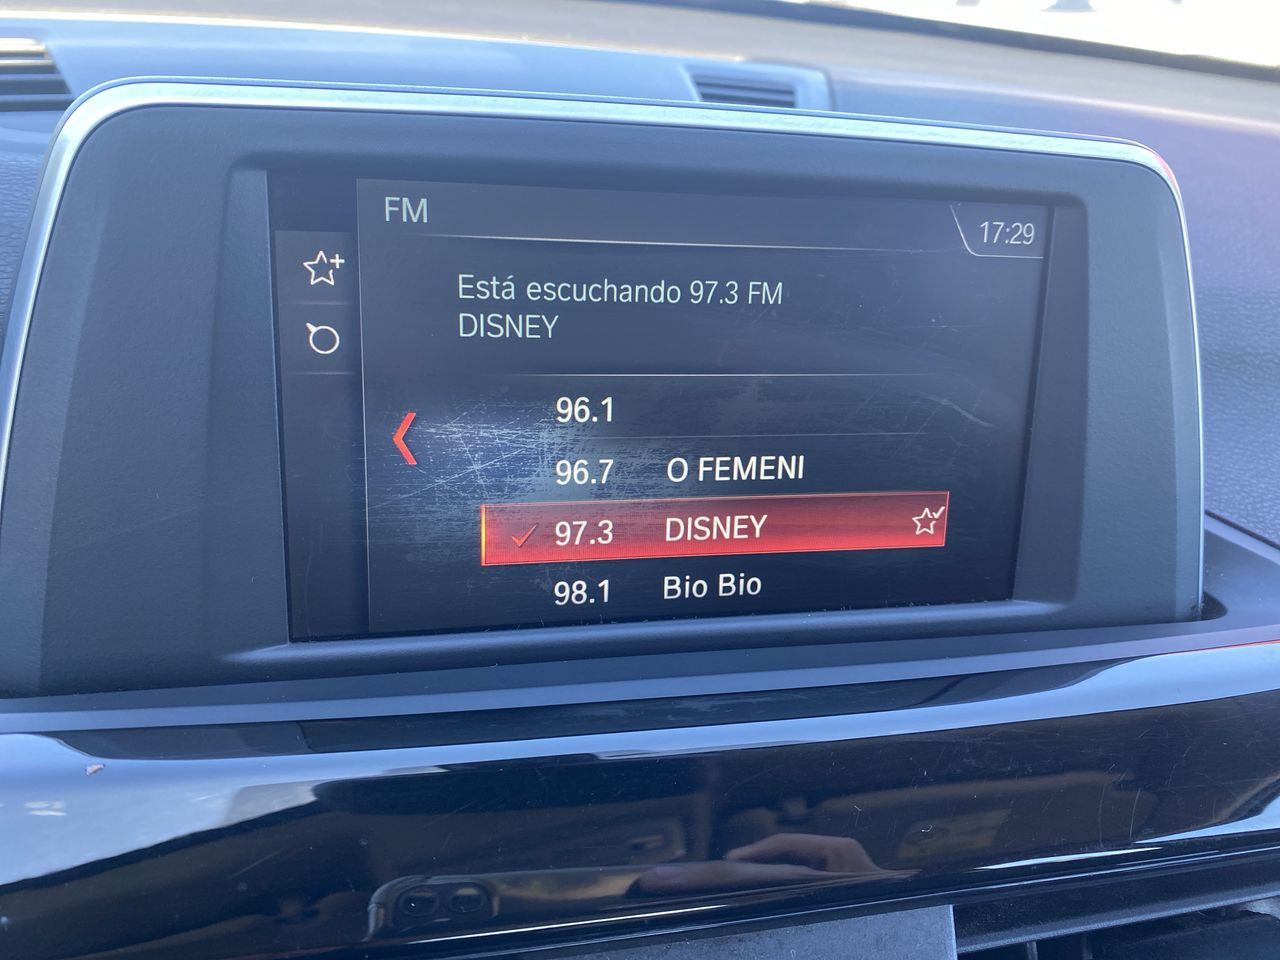 FM
17:29
Está escuchando 97.3 FM
DISNEY
96.1
96.7 O FEMENI
97.3 DISNEY
98.1 Bio Bio